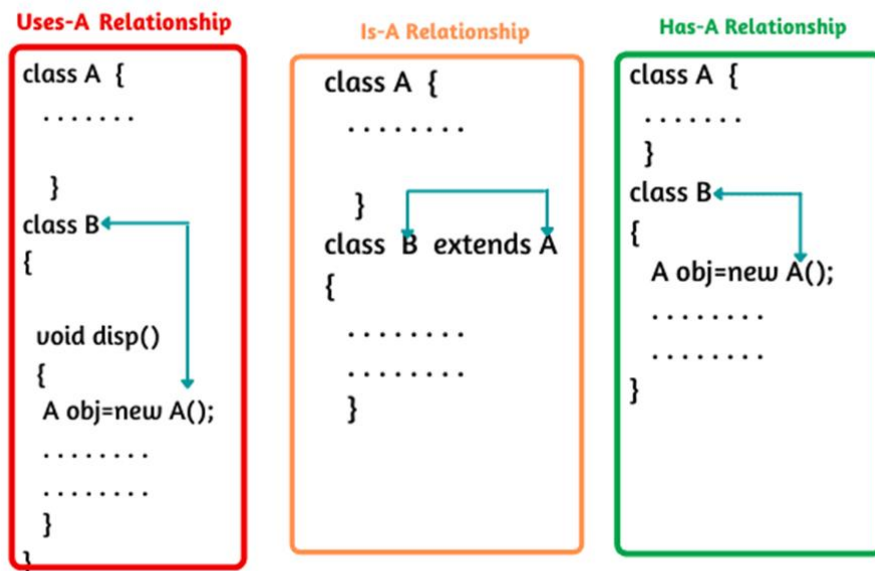 Uses-A Relationship
class A {
.......
}
class B
{
void disp()
{
A obj=new A();
........
........
}
}
Is-A Relationship
class A {
........
}
class B extends A
{
........
........
}
Has-A Relationship
class A {
.......
}
class B
{
A obj=new A();
........
........
}